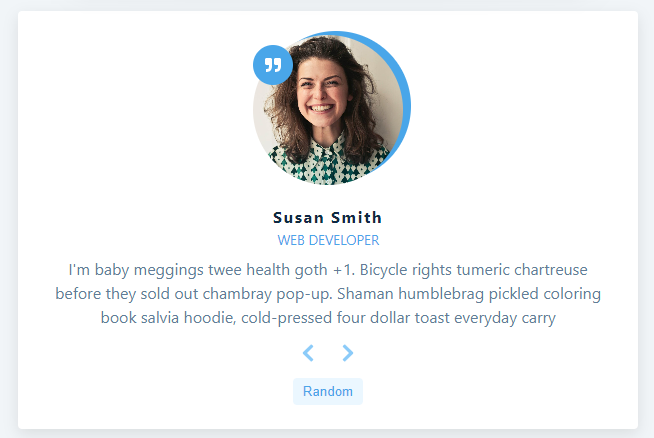 Susan Smith
WEB DEVELOPER
I'm baby meggings twee health goth +1. Bicycle rights tumeric chartreuse
before they sold out chambray pop-up. Shaman humblebrag pickled coloring
book salvia hoodie, cold-pressed four dollar toast everyday carry
Random